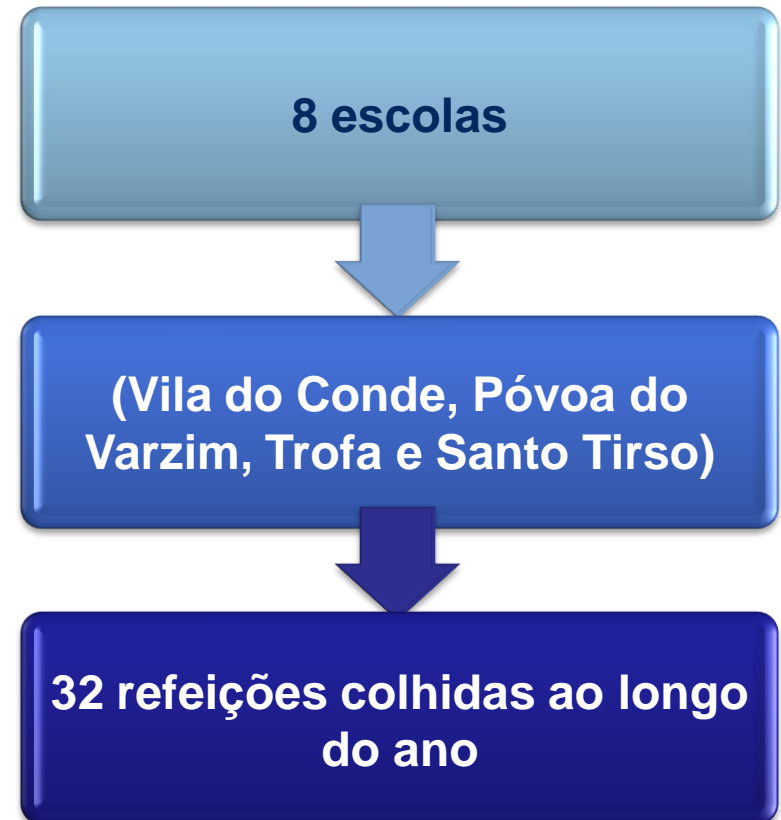 8 escolas
(Vila do Conde, Póvoa do
Varzim, Trofa e Santo Tirso)
32 refeições colhidas ao longo
do ano